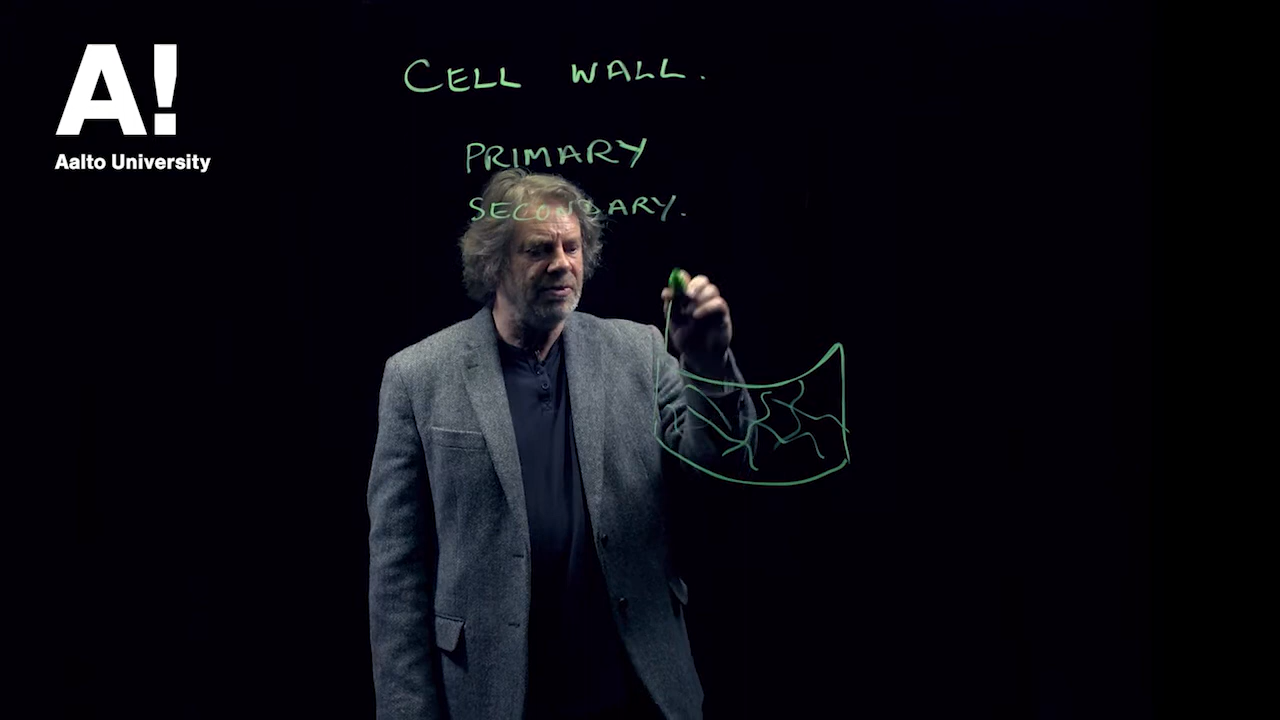 A!
Aalto University
CELL WALL.
PRIMARY
SECONDARY.